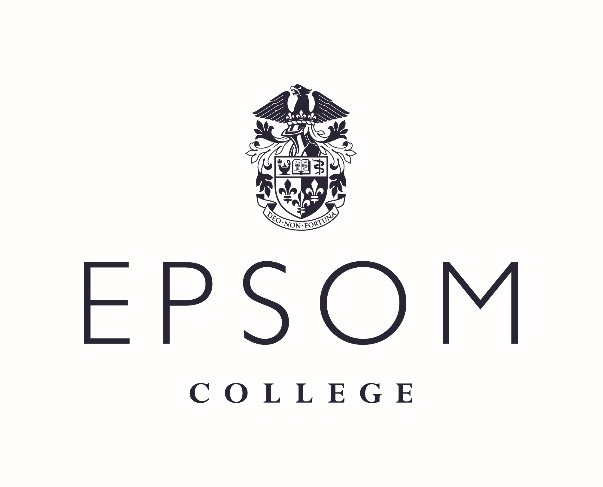 DEO · NON · FORTUNA
EPSOM
COLLEGE